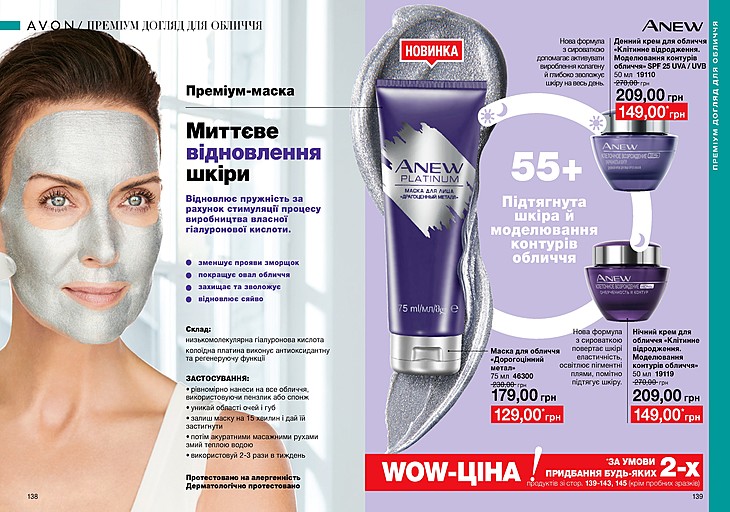 AVON / ПРЕМІУМ ДОГЛЯД ДЛЯ ОБЛИЧЧЯ
Преміум-маска
Миттєве
відновлення
шкіри
Відновлює пружність за
рахунок стимуляції процесу
виробництва власної
гіалуронової кислоти.
зменшує прояви зморщок
покращує овал обличчя
захищає та зволожує
відновлює сяйво
Склад:
низькомолекулярна гіалуронова кислота
колоїдна платина виконує антиоксидантну
та регенеруючу функції
ЗАСТОСУВАННЯ:
• рівномірно нанеси на все обличчя,
використовуючи пензлик або спонж
• уникай області очей і губ
• залиш маску на 15 хвилин і дай їй
застигнути
• потім акуратними масажними рухами
змий теплою водою
• використовуй 2-3 рази в тиждень
Протестовано на алергенність
Дерматологічно протестовано
138
НОВИНКА
ANEW
PLATINUM
МАСКА ДЛЯ ЛИЦА
«ДРАГОЦЕННЫЙ МЕТАЛЛ»
75 ml/мл/მლ e
Маска для обличчя
«Дорогоцінний
метал»
75 мл 46300
230,00 грн
179,00 грн
129,00*грн
Нова формула
з сироваткою
допомагає активувати
вироблення колагену
й глибоко зволожує
шкіру на весь день.
ANEW
Денний крем для обличчя
«Клітинне відродження.
Моделювання контурів
обличчя» SPF 25 UVA / UVB
50 мл 19110
270,00 грн
209,00 грн
149,00*грн
ANEW
55+
Підтягнута
шкіра й
моделювання
контурів
обличчя
ANEW
Нова формула
з сироваткою
повертає шкірі
еластичність,
освітлює пігментні
плями, помітно
підтягує шкіру.
Нічний крем для
обличчя «Клітинне
відродження.
Моделювання
контурів обличчя»
50 мл 19119
270,00 грн
209,00 грн
149,00*грн
WOW-ЦІНА!
*ЗА УМОВИ
ПРИДБАННЯ БУДЬ-ЯКИХ 2-х
продуктів зі стор. 139-143, 145 (крім пробних зразків)
139
ПРЕМІУМ ДОГЛЯД ДЛЯ ОБЛИЧЧЯ